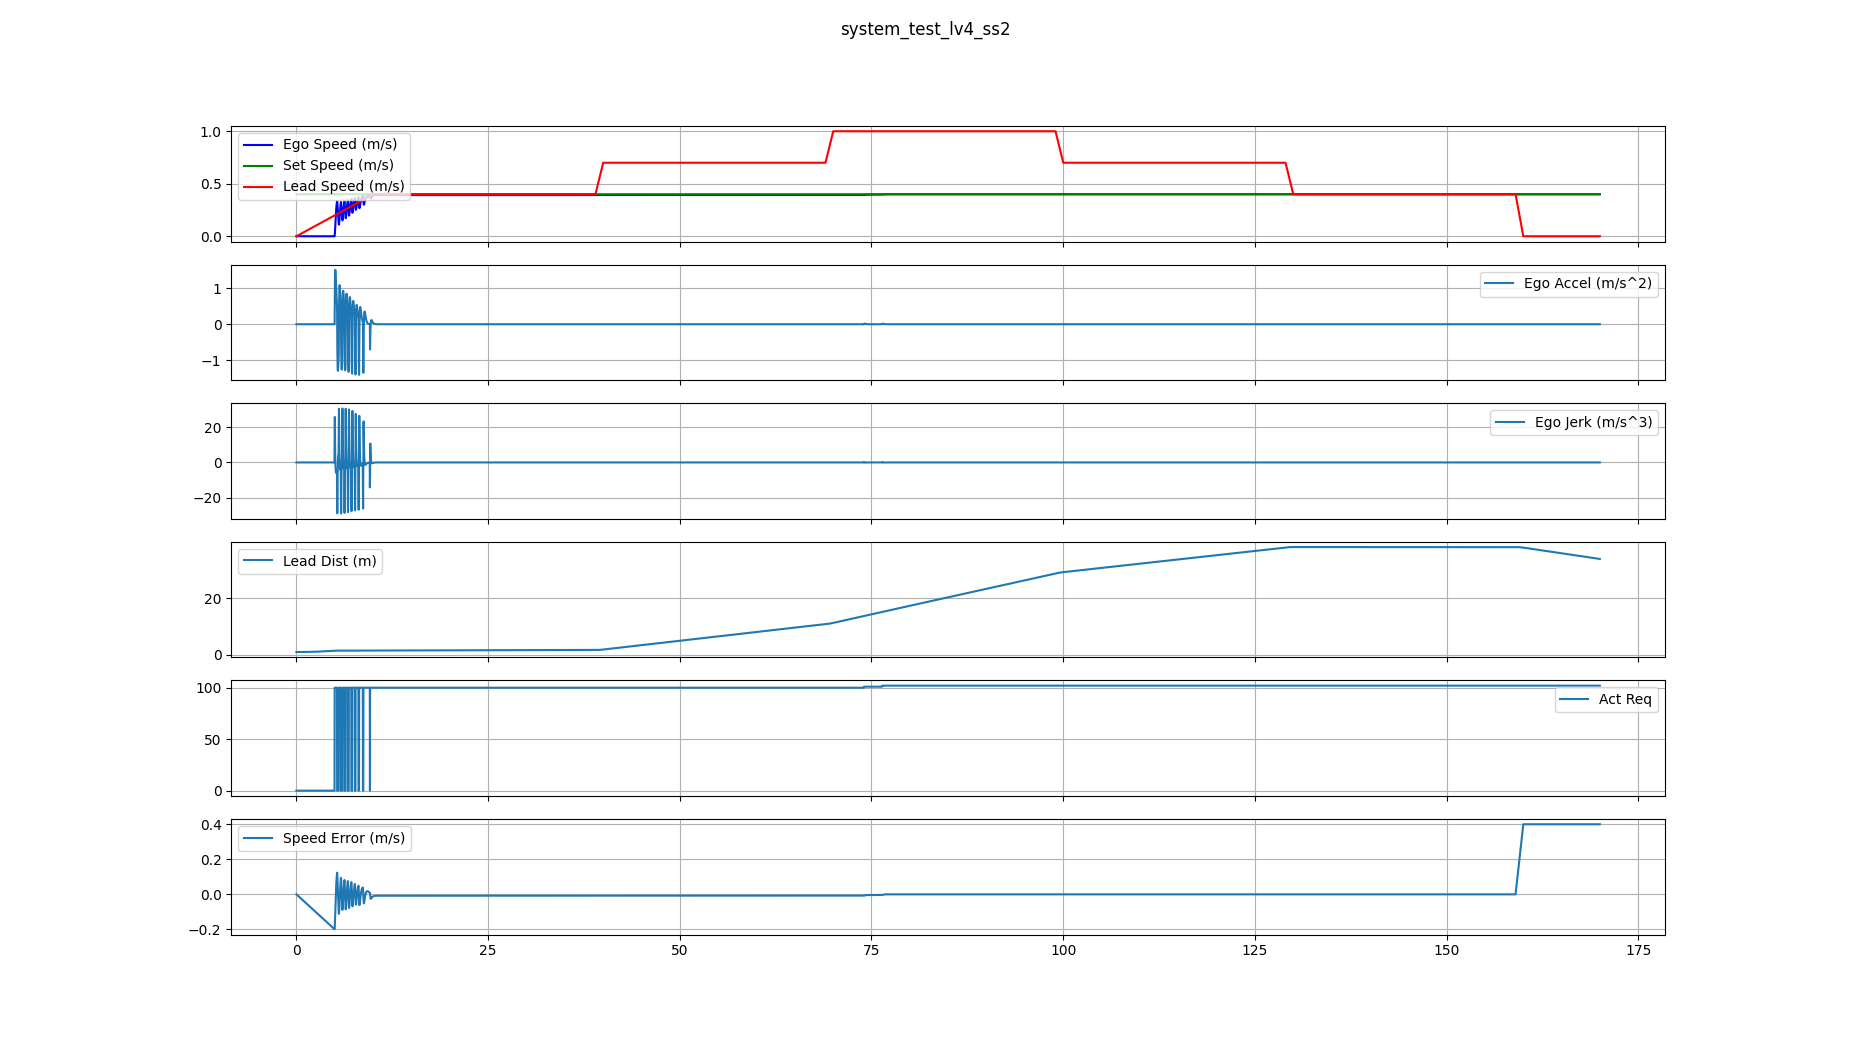 system_test_lv4_ss2
1.0
0.5
0.0
Ego Speed (m/s)
Set Speed (m/s)
Lead Speed (m/s)
1
0
−1
Ego Accel (m/s^2)
20
0
−20
Ego Jerk (m/s^3)
20
0
Lead Dist (m)
100
50
0
Act Req
0.4
0.2
0.0
−0.2
Speed Error (m/s)
0 25 50 75 100 125 150 175